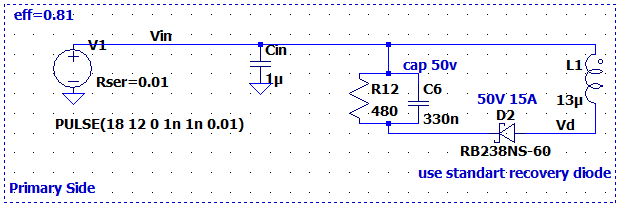 eff=0.81
Vin
V1
Cin
cap 50v
L1
Rser=0.01
1µ
R12
C6
50V 15A
13µ
480
330n
D2
Vd
PULSE(18 12 0 1n 1n 0.01)
RB238NS-60
use standart recovery diode
Primary Side